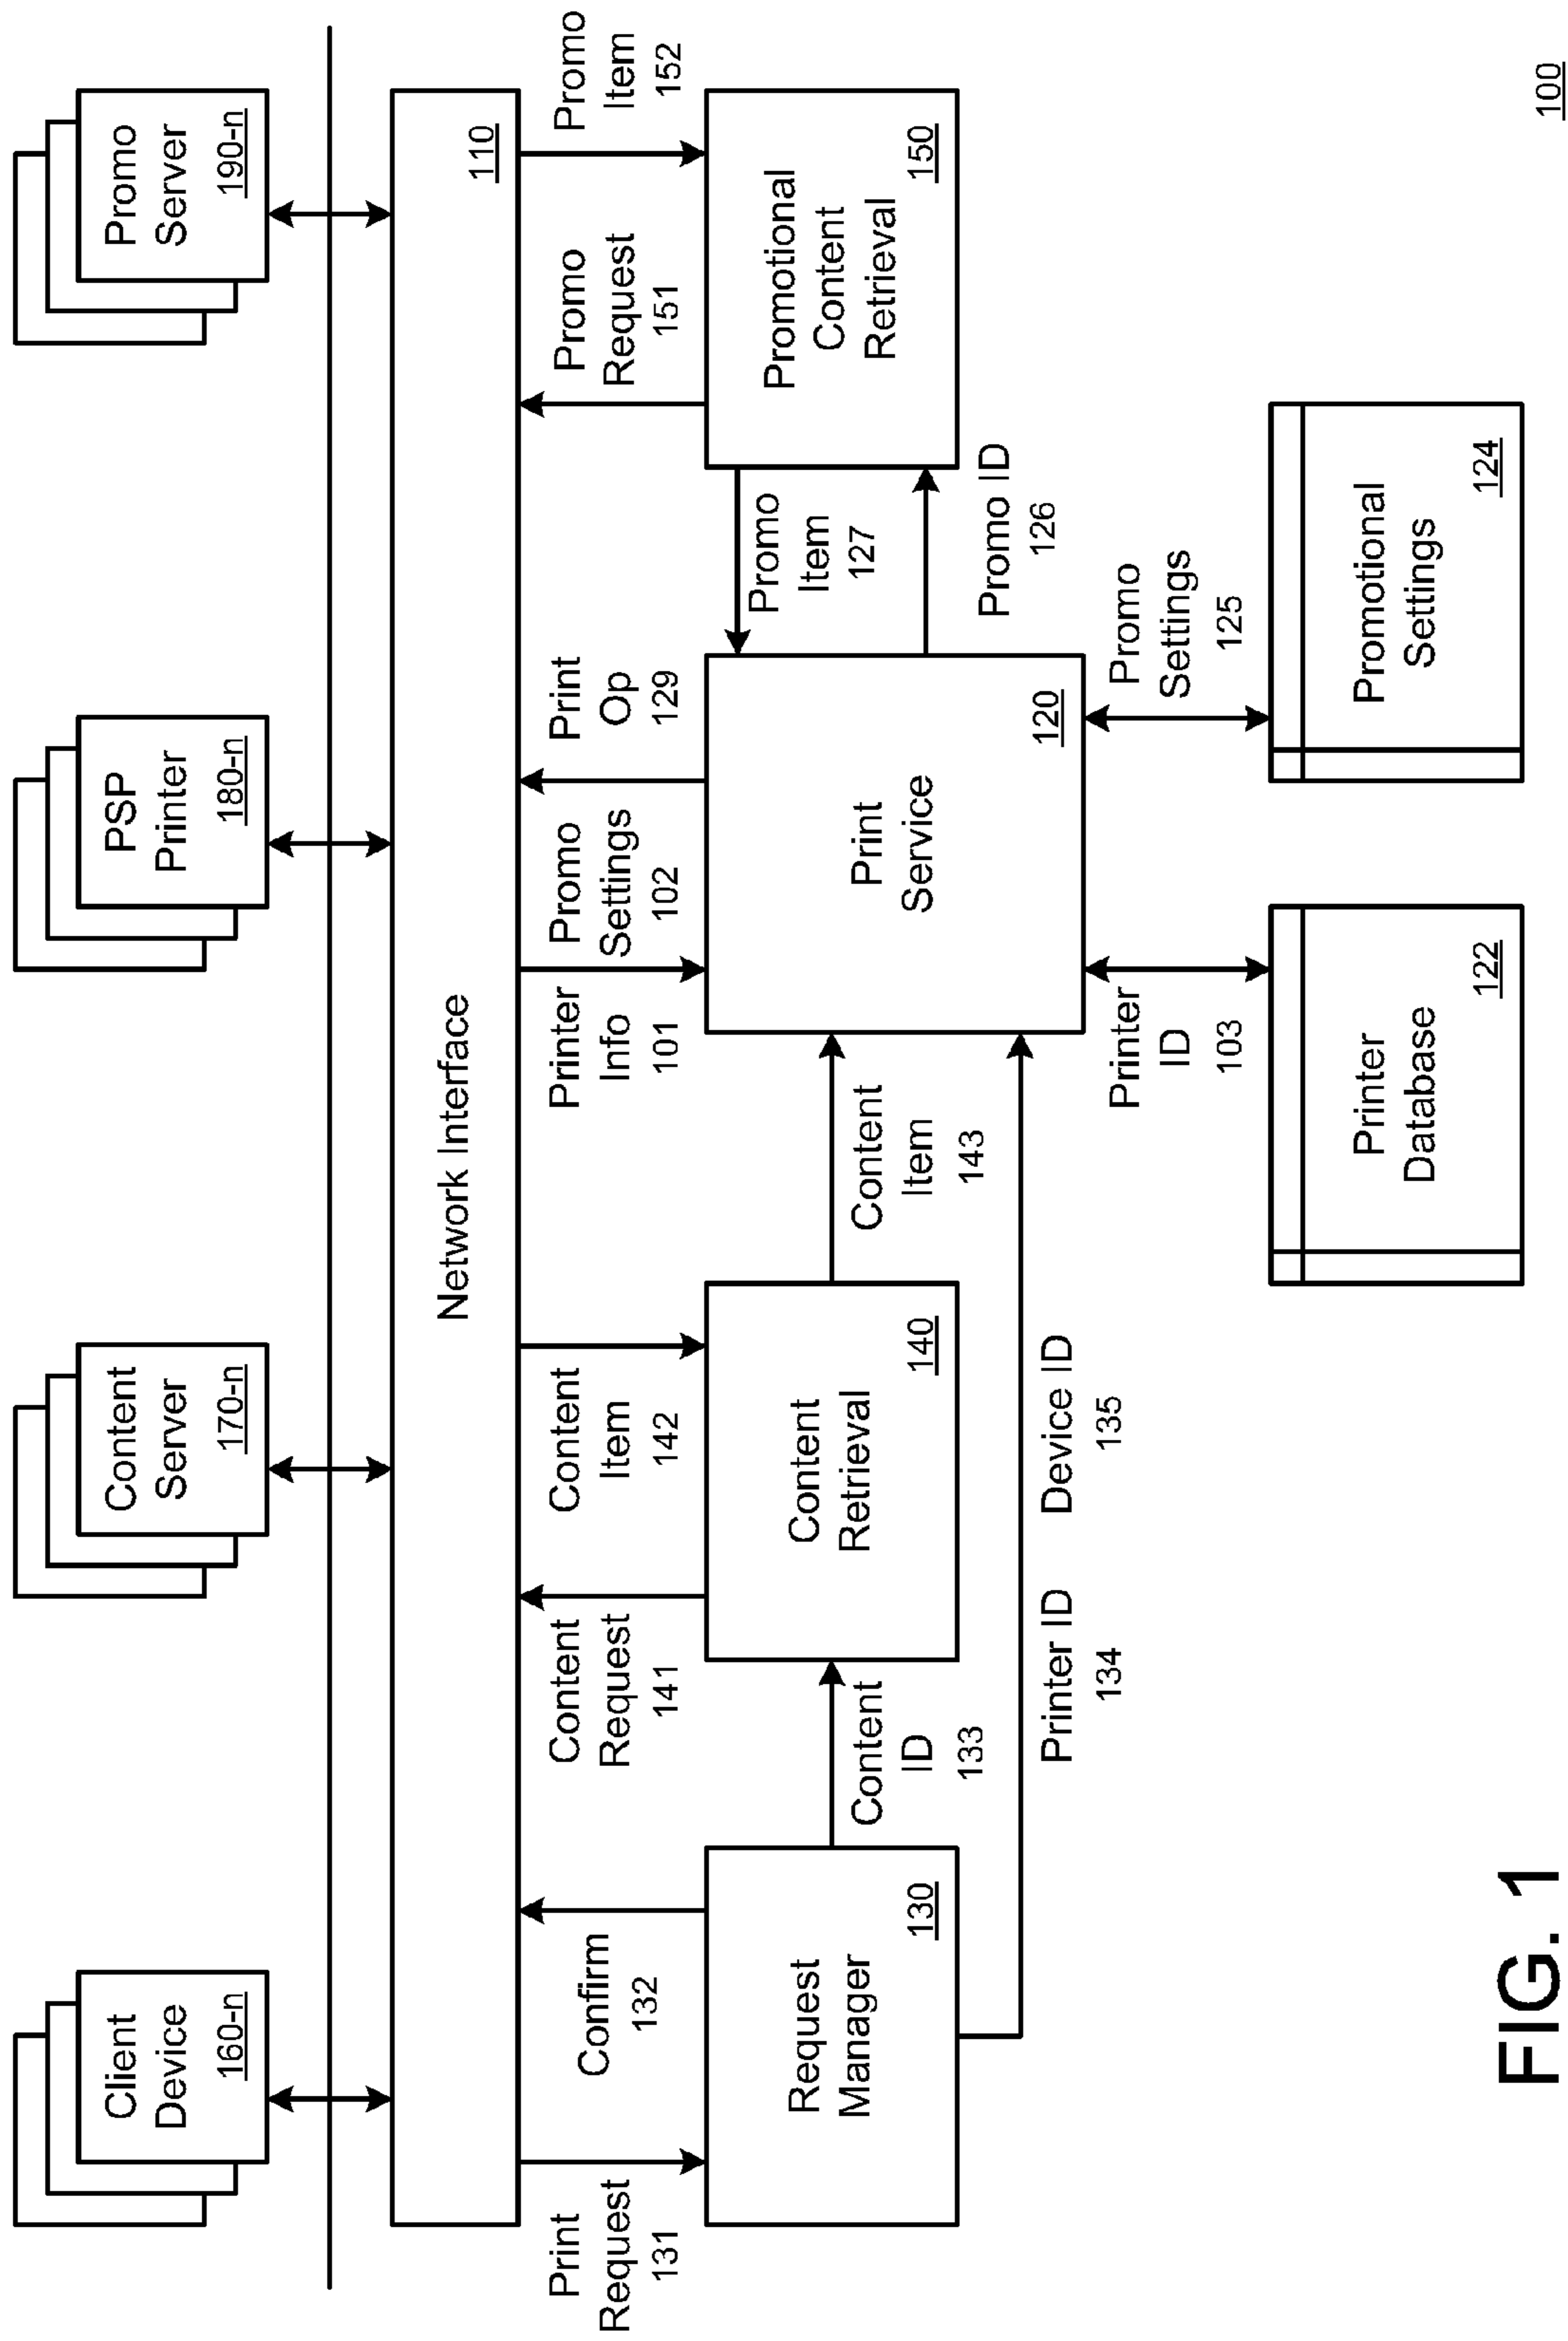 Client
Device
160-n
Content
Server
170-n
PSP
Printer
180-n
Promo
Server
190-n
Network Interface
110
Print
Request
131
Confirm
132
Content
Request
141
Content
Item
142
Printer
Info
101
Promo
Settings
102
Print
Op
129
Promo
Request
151
Promo
Item
152
Request
Manager
130
Content
ID
133
Content
Retrieval
140
Content
Item
143
Print
Service
120
Promo
Item
127
Promo ID
126
Promotional
Content
Retrieval
150
Printer ID
134
Device ID
135
Printer
ID
103
Promo
Settings
125
Printer
Database
122
Promotional
Settings
124
FIG. 1
100